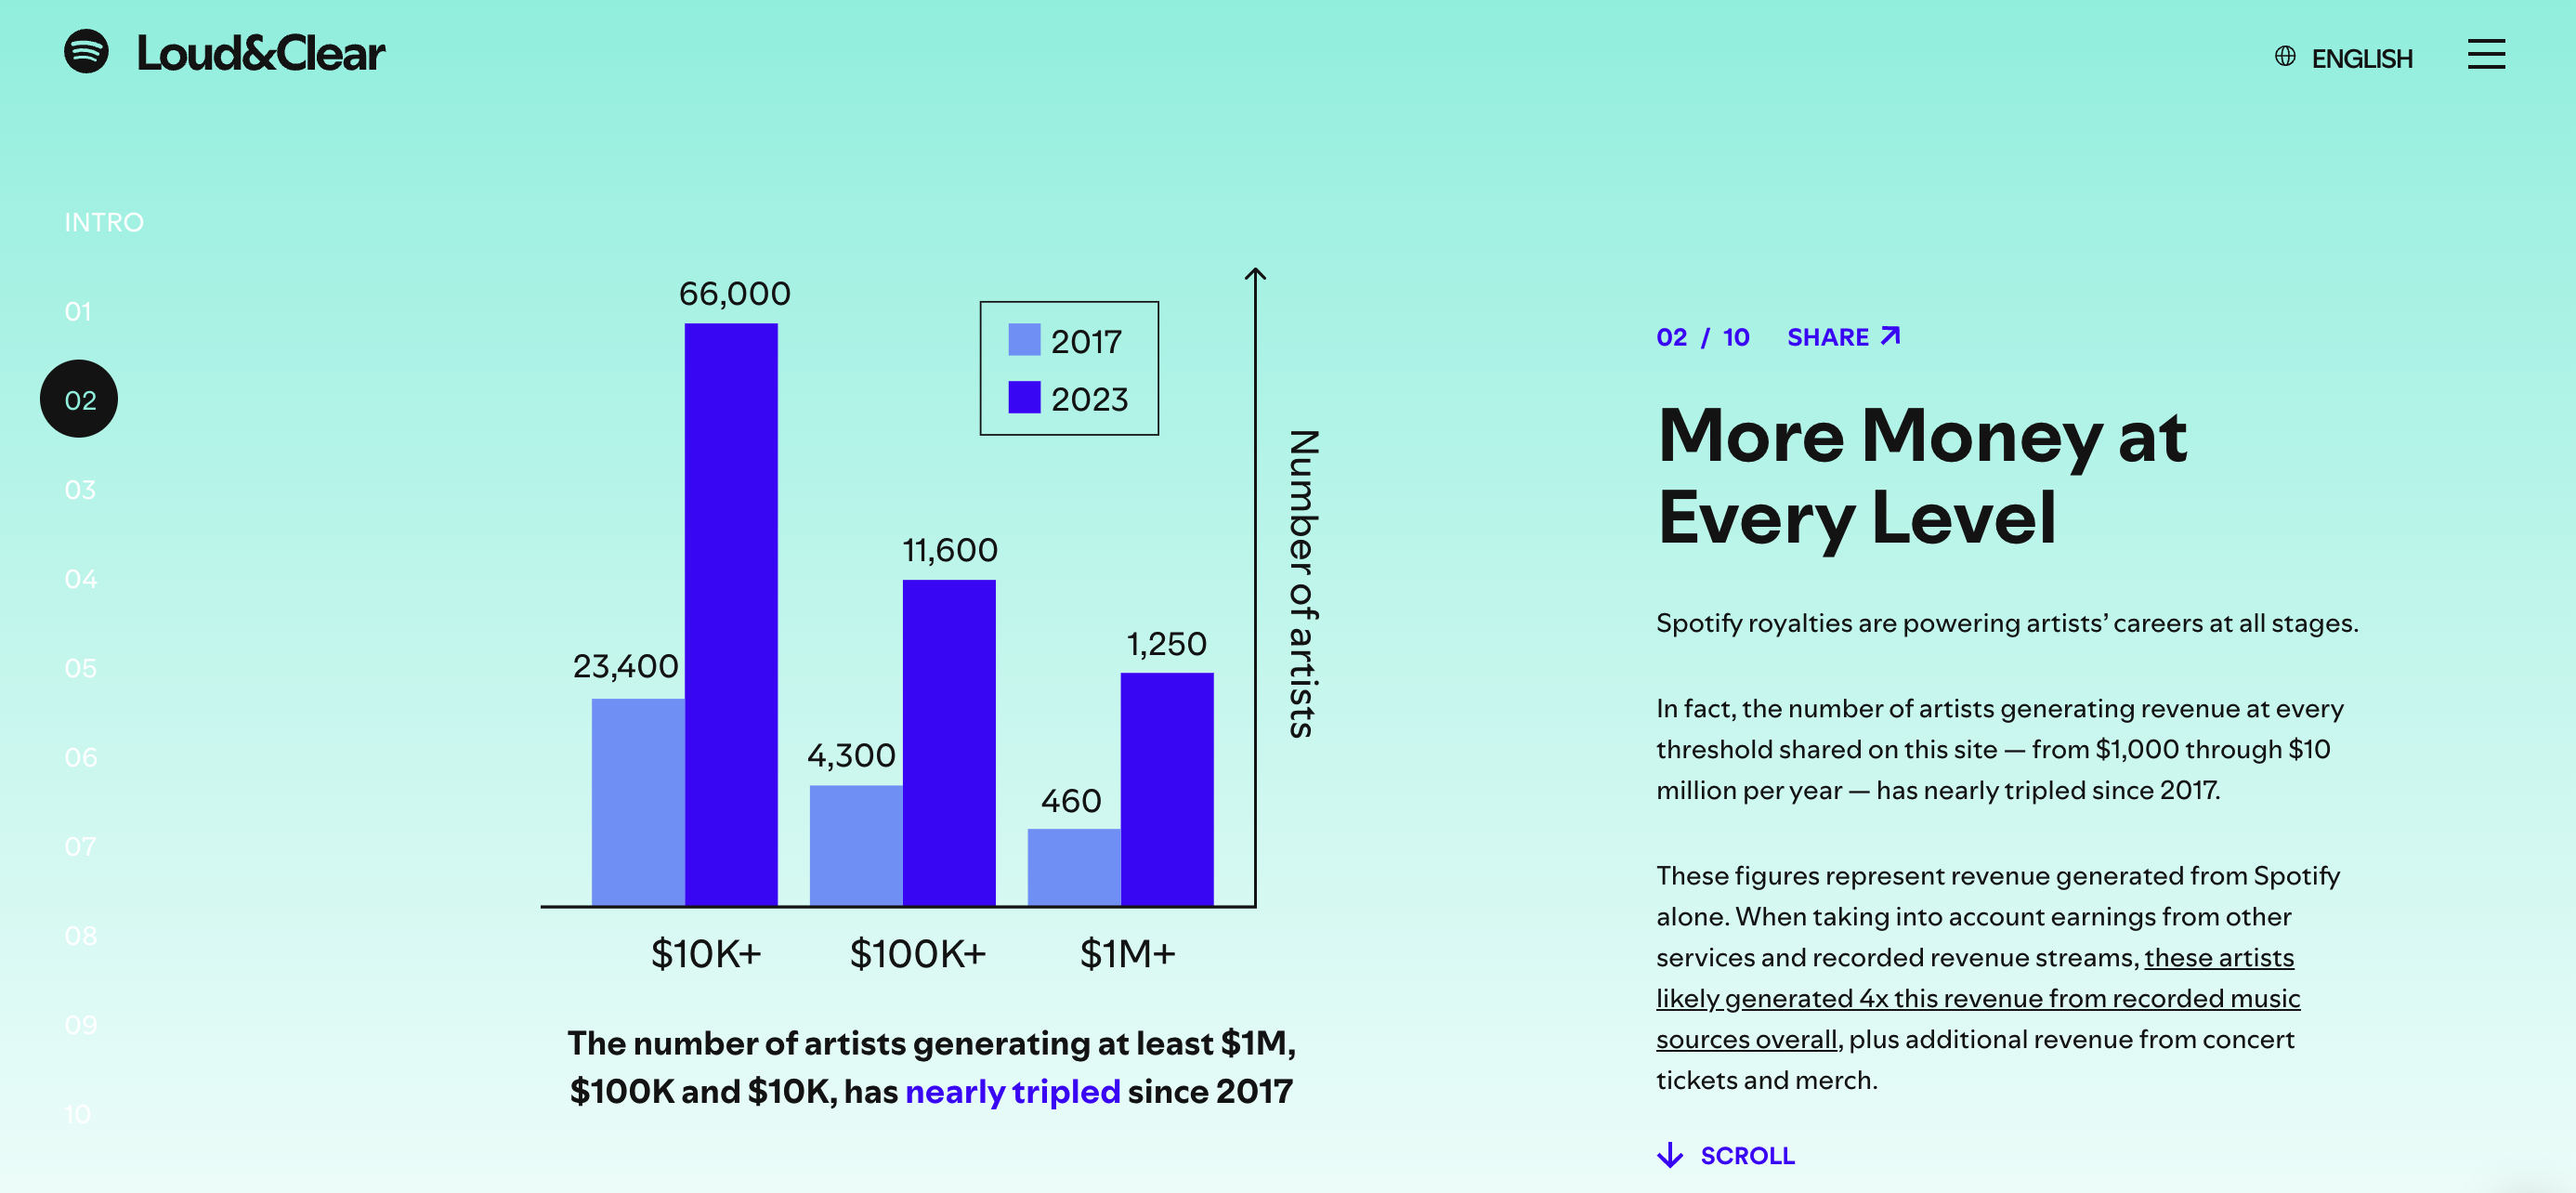 Loud&Clear
ENGLISH
INTRO
01
02
03
04
05
06
07
08
09
10
66,000
23,400
11,600
4,300
1,250
460
2017
2023
Number of artists
$10K+
$100K+
$1M+
The number of artists generating at least $1M,
$100K and $10K, has nearly tripled since 2017
02 / 10 SHARE
More Money at
Every Level
Spotify royalties are powering artists’ careers at all stages.
In fact, the number of artists generating revenue at every
threshold shared on this site — from $1,000 through $10
million per year — has nearly tripled since 2017.
These figures represent revenue generated from Spotify
alone. When taking into account earnings from other
services and recorded revenue streams, these artists
likely generated 4x this revenue from recorded music
sources overall, plus additional revenue from concert
tickets and merch.
SCROLL